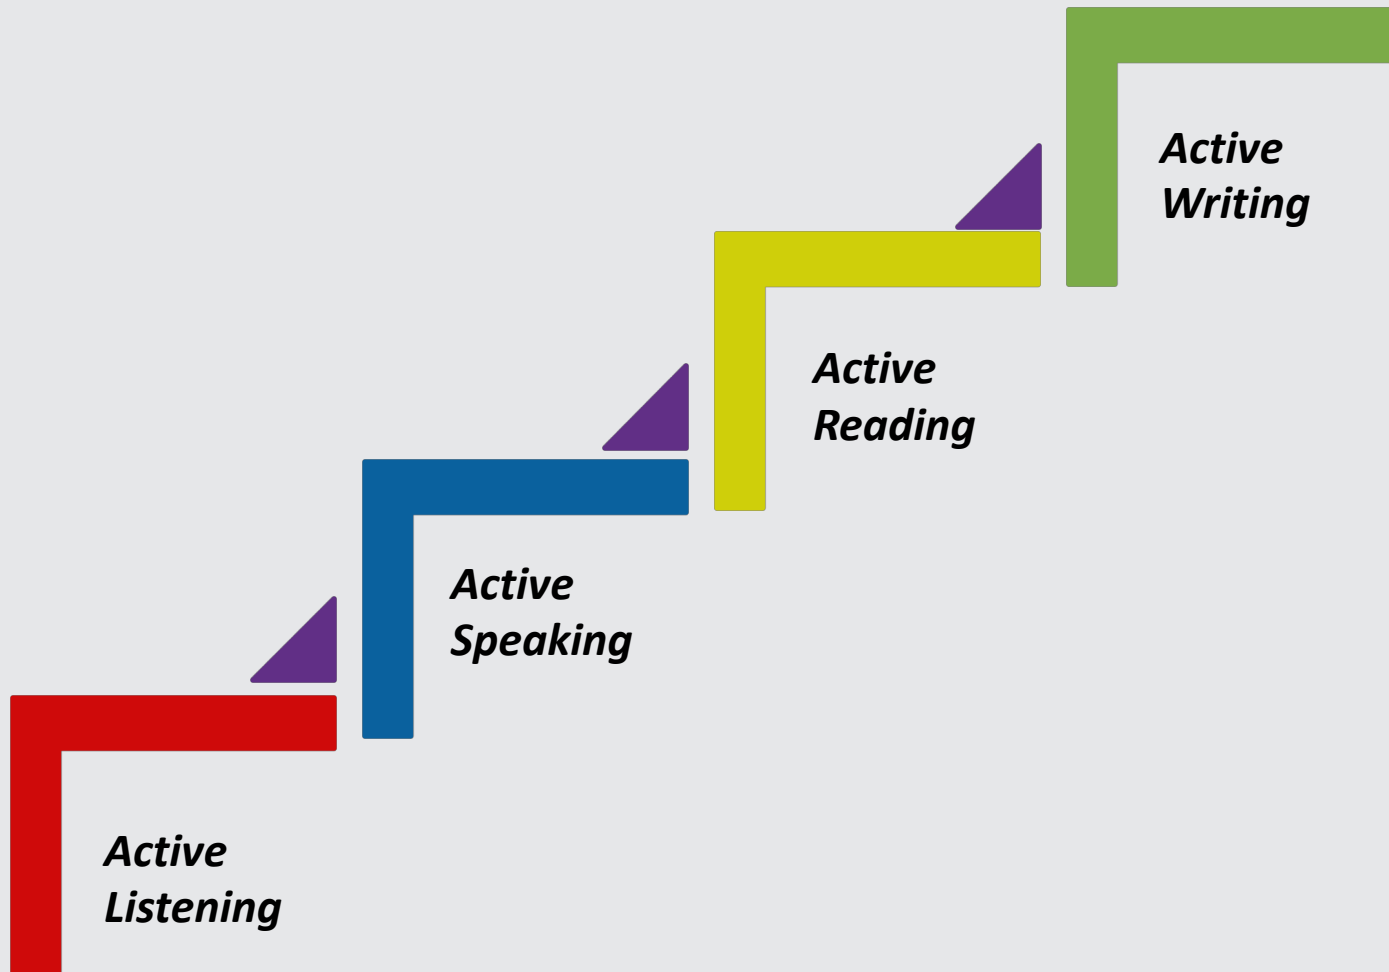 Active
Writing
Active
Reading
Active
Speaking
Active
Listening